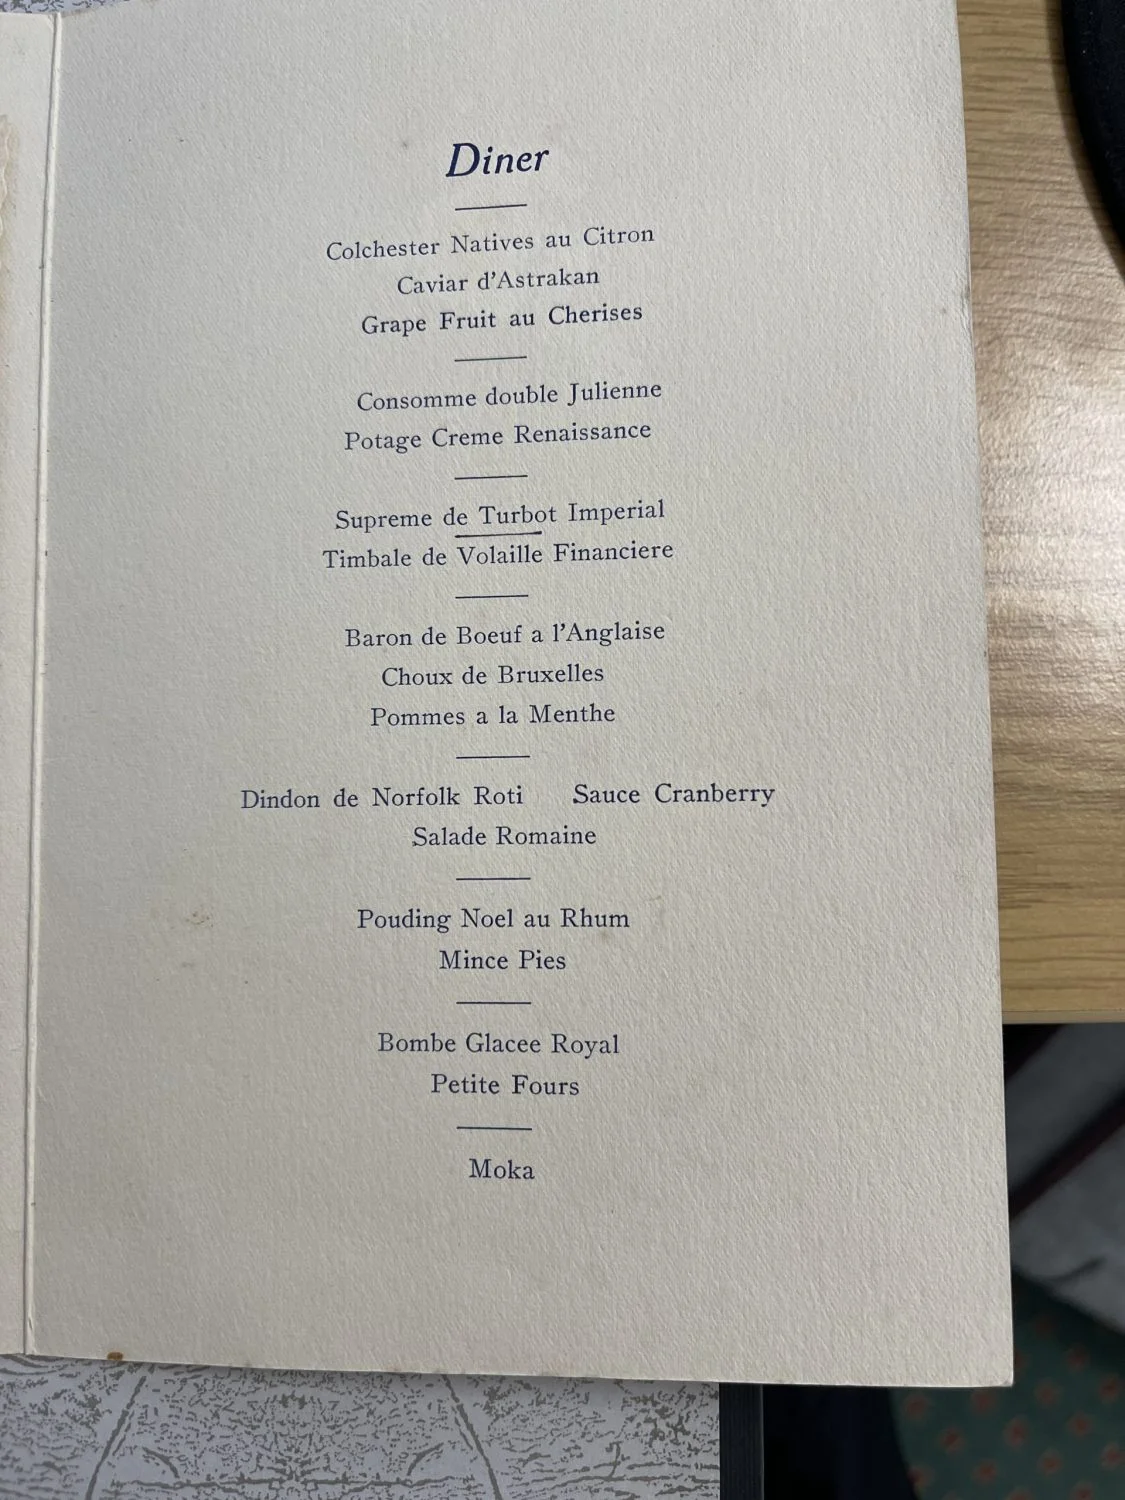 Diner
Colchester Natives au Citron
Caviar d'Astrakan
Grape Fruit au Cherises
Consomme double Julienne
Potage Creme Renaissance
Supreme de Turbot Imperial
Timbale de Volaille Financiere
Baron de Boeuf a l'Anglaise
Choux de Bruxelles
Pommes a la Menthe
Dindon de Norfolk Roti Sauce Cranberry
Salade Romaine
Pouding Noel au Rhum
Mince Pies
Bombe Glacee Royal
Petite Fours
Moka